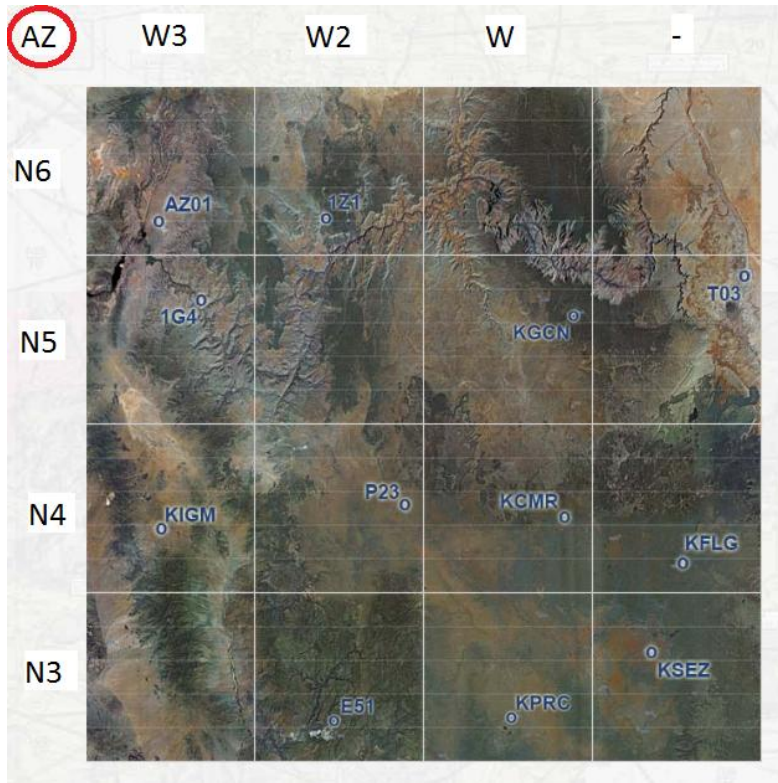 AZ W3 W2 W -
N6
AZ01 1Z1
T03
1G4 KGCN
N5
P23 KCMR
N4 KIGM
KFLG
N3 KSEZ
E51 KPRC